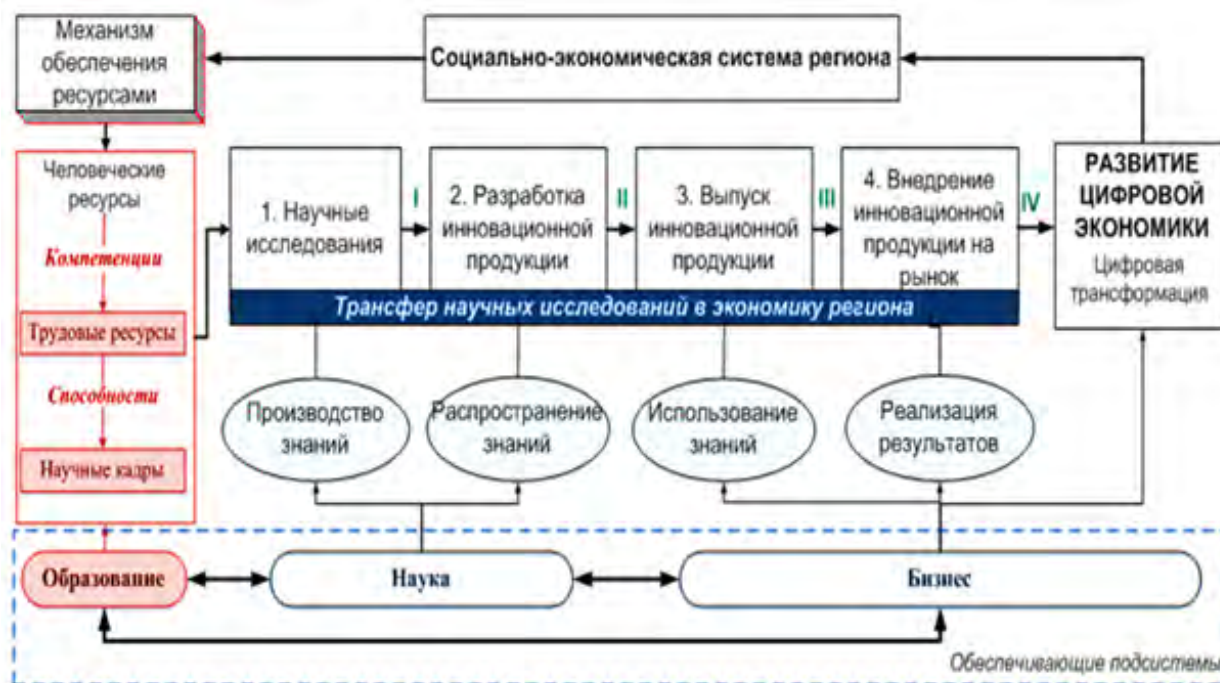 Механизм
обеспечения
ресурсами
Социально-экономическая система региона
Человеческие
ресурсы
Компетенции
Трудовые ресурсы
Способности
Научные кадры
1. Научные
исследования
I
2. Разработка
инновационной
продукции
II
3. Выпуск
инновационной
продукции
III
4. Внедрение
инновационной
продукции на
рынок
IV
РАЗВИТИЕ
ЦИФРОВОЙ
ЭКОНОМИКИ
Цифровая
трансформация
Трансфер научных исследований в экономику региона
Производство
знаний
Распространение
знаний
Использование
знаний
Реализация
результатов
Образование
Наука
Бизнес
Обеспечивающие подсистемы